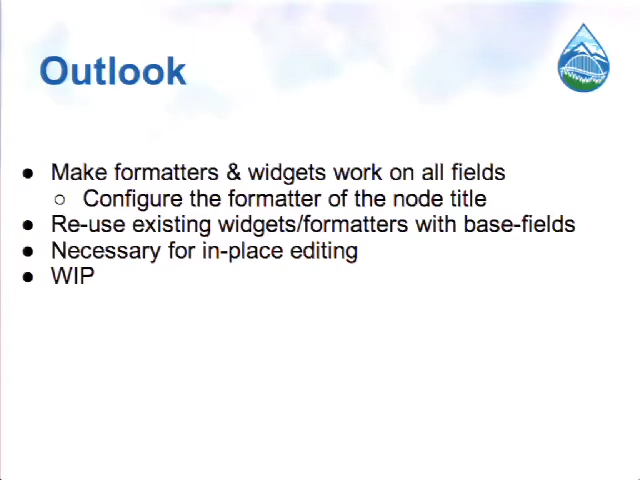 Outlook
● Make formatters & widgets work on all fields
○ Configure the formatter of the node title
● Re-use existing widgets/formatters with base-fields
● Necessary for in-place editing
● WIP